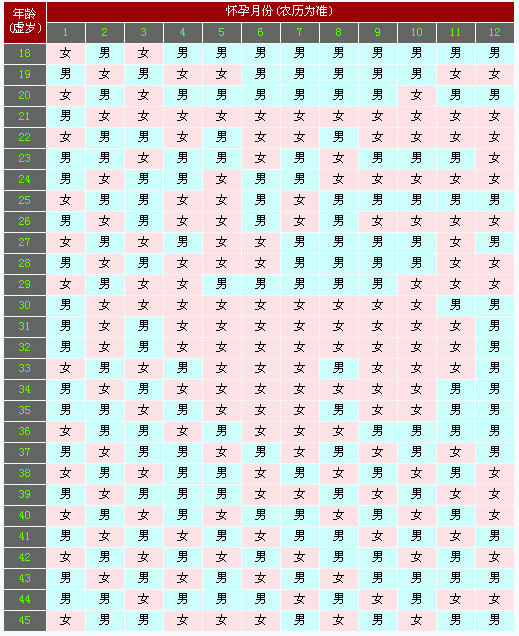 年龄 怀孕月份(农历为准)
(虚岁) 1 2 3 4 5 6 7 8 9 10 11 12
18 女 男 女 男 男 男 男 男 男 男 男 男
19 男 女 男 女 女 男 男 男 男 男 女 女
20 女 男 女 男 男 男 男 男 男 女 男 男
21 男 女 女 女 女 女 女 女 女 女 女 女
22 女 男 男 女 男 女 女 男 女 女 女 女
23 男 男 女 男 男 女 男 女 男 男 男 女
24 男 女 男 男 女 男 男 女 女 女 女 女
25 女 男 男 女 女 男 女 男 男 男 男 男
26 男 女 男 女 女 男 女 男 女 女 女 女
27 女 男 女 男 女 女 男 男 男 男 女 男
28 男 女 男 女 女 女 男 男 男 男 女 男
29 女 男 女 女 男 男 男 男 男 女 女 女
30 男 女 女 女 女 女 女 女 女 女 男 男
31 男 女 男 女 女 女 女 女 女 女 女 男
32 男 女 男 女 女 女 女 女 女 女 女 男
33 女 男 女 男 女 女 女 男 女 女 女 男
34 男 女 男 女 女 女 女 女 女 女 男 男
35 男 男 女 男 女 女 女 男 女 女 男 男
36 女 男 男 女 男 女 女 女 男 男 男 男
37 男 女 男 男 女 男 女 男 女 男 女 男
38 女 男 女 男 男 女 男 女 男 女 男 女
39 男 女 男 男 男 女 女 男 女 男 女 女
40 女 男 女 男 女 男 男 女 男 女 男 女
41 男 女 男 女 男 女 男 男 女 男 女 男
42 女 男 女 男 女 男 女 男 男 女 男 女
43 男 女 男 女 男 女 男 女 男 男 男 男
44 男 男 女 男 男 男 女 男 女 男 女 女
45 女 男 男 女 女 女 男 女 男 女 男 男